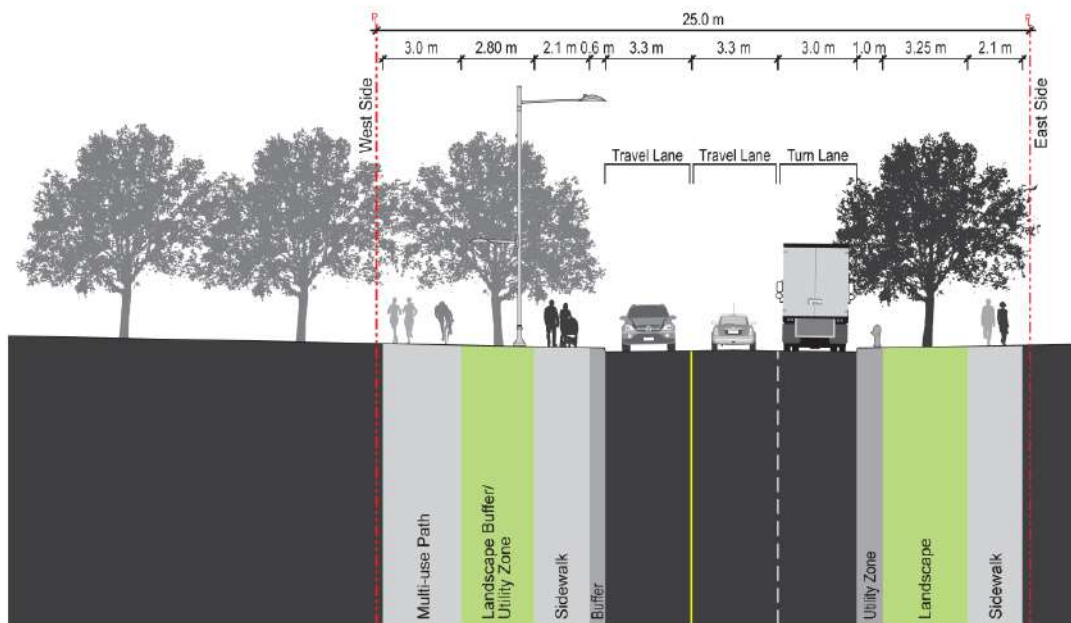 25.0 m
3.0 m 2.80 m 2.1 m 0.6 m 3.3 m 3.3 m 3.0 m 1.0 m 3.25 m 2.1 m
West Side
East Side
Travel Lane Travel Lane Turn Lane
Multi-use Path
Landscape Buffer/
Utility Zone
Sidewalk
Buffer
Utility Zone
Landscape
Sidewalk